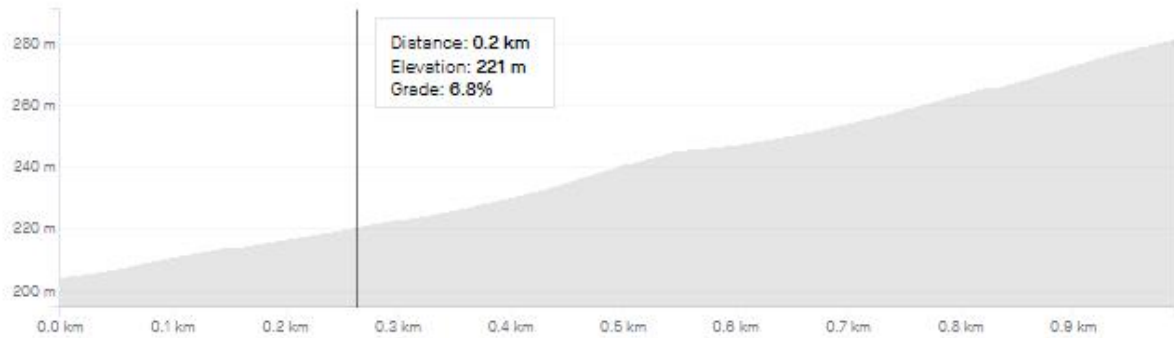 280 m
260 m
240 m
220 m
200 m
Distance: 0.2 km
Elevation: 221 m
Grade: 6.8%
0.0 km 0.1 km 0.2 km 0.3 km 0.4 km 0.5 km 0.6 km 0.7 km 0.8 km 0.9 km